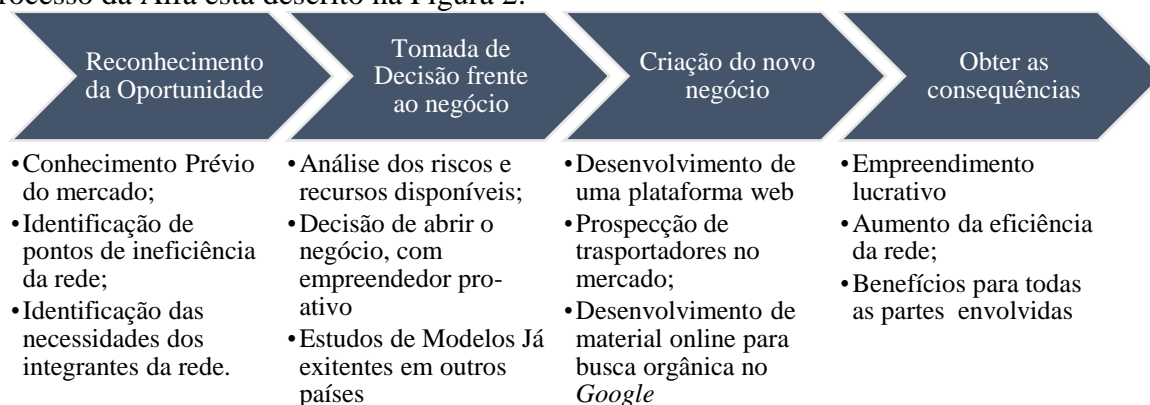 rocesso da Alfa está descrito na Figura 2.
Reconhecimento
da Oportunidade
Tomada de
Decisão frente
ao negócio
Criação do novo
negócio
Obter as
consequências
•Conhecimento Prévio
do mercado;
•Identificação de
pontos de ineficiência
da rede;
•Identificação das
necessidades dos
integrantes da rede.
•Análise dos riscos e
recursos disponíveis;
•Decisão de abrir o
negócio, com
empreendedor pro-
ativo
•Estudos de Modelos Já
exitentes em outros
países
•Desenvolvimento de
uma plataforma web
•Prospecção de
trasportadores no
mercado;
•Desenvolvimento de
material online para
busca orgânica no
Google
•Empreendimento
lucrativo
•Aumento da eficiência
da rede;
•Benefícios para todas
as partes envolvidas